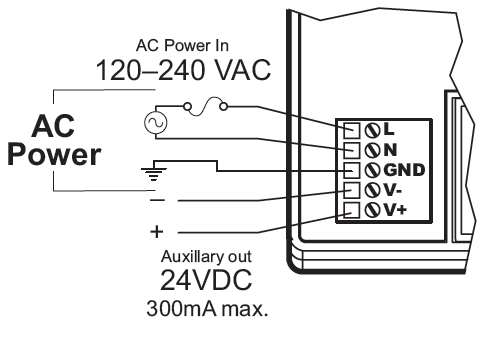 AC Power In
120–240 VAC
AC
Power
L
N
GND
V-
V+
–
+
Auxillary out
24VDC
300mA max.